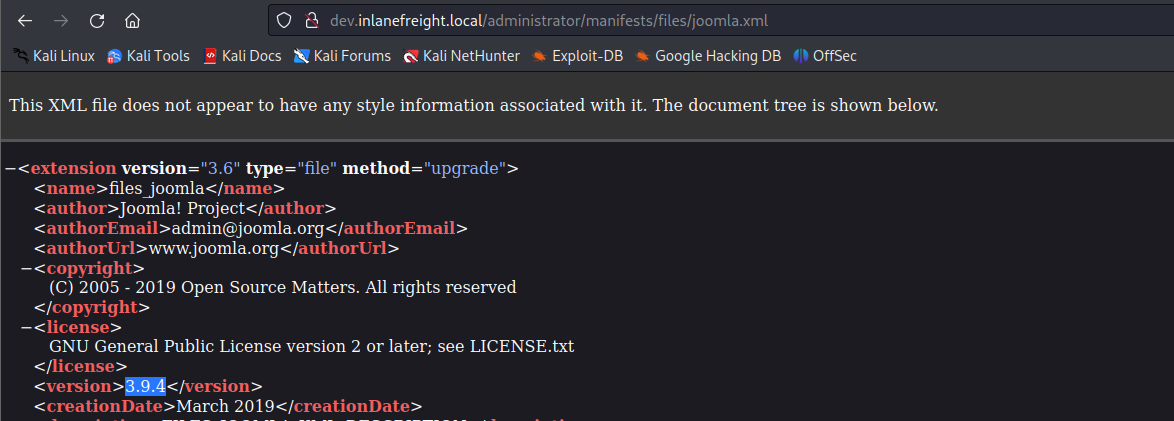 dev.inlanefreight.local/administrator/manifests/files/joomla.xml
Kali Linux Kali Tools Kali Docs Kali Forums Kali NetHunter Exploit-DB Google Hacking DB OffSec
This XML file does not appear to have any style information associated with it. The document tree is shown below.
−<extension version="3.6" type="file" method="upgrade">
<name>files_joomla</name>
<author>Joomla! Project</author>
<authorEmail>admin@joomla.org</authorEmail>
<authorUrl>www.joomla.org</authorUrl>
−<copyright>
(C) 2005 - 2019 Open Source Matters. All rights reserved
</copyright>
−<license>
GNU General Public License version 2 or later; see LICENSE.txt
</license>
<version>3.9.4</version>
<creationDate>March 2019</creationDate>